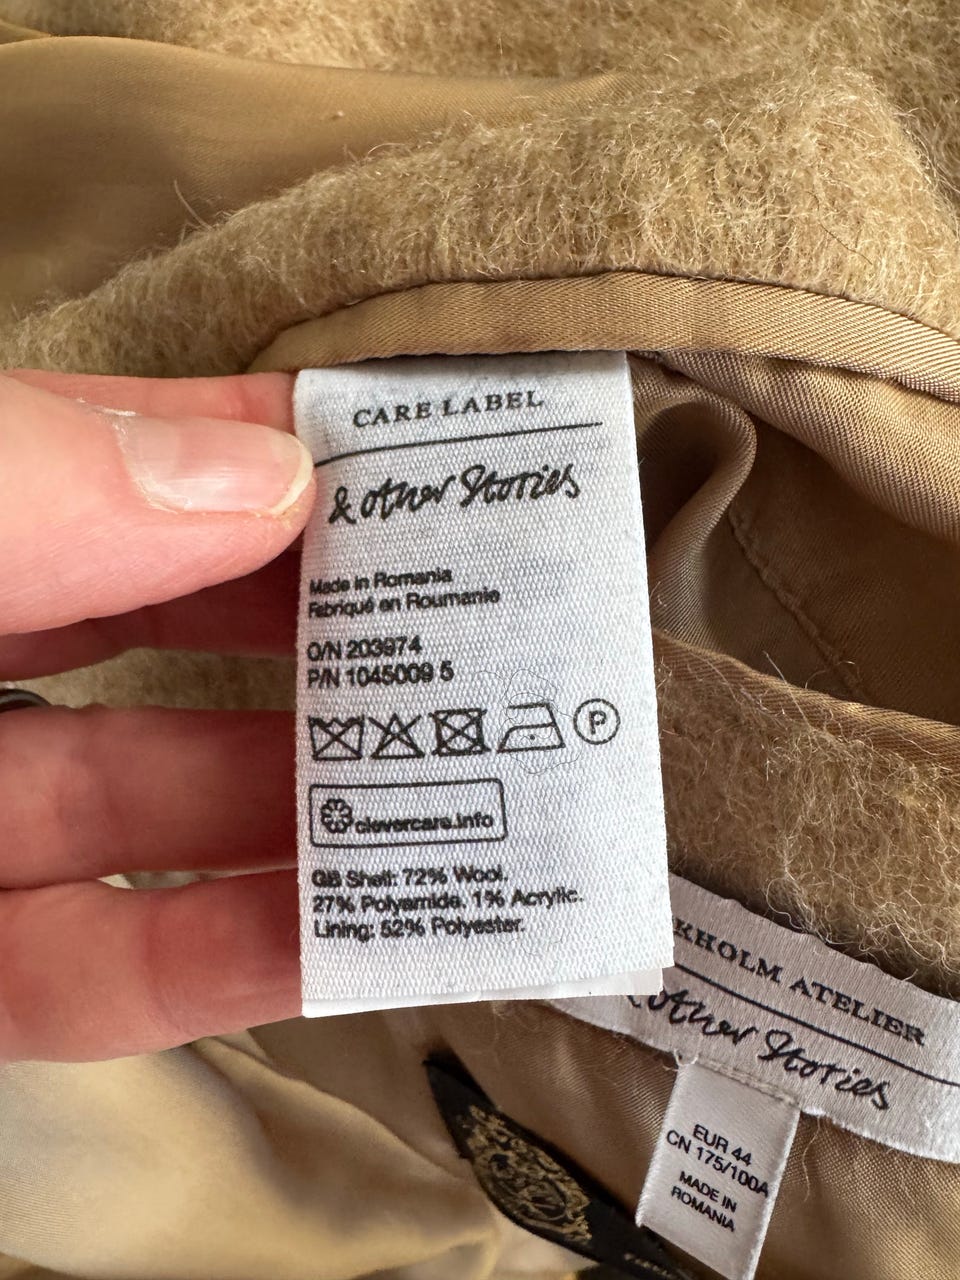 CARE LABEL
& other Stories
Made in Romania
Fabriqué en Roumanie
O/N 203974
P/N 1045009 5
P
clevercare.info
GB Shell: 72% Wool.
27% Polyamide. 1% Acrylic.
Lining: 52% Polyester.
KHOLM ATELIER
& other Stories
EUR 44
CN 175/100A
MADE IN
ROMANIA